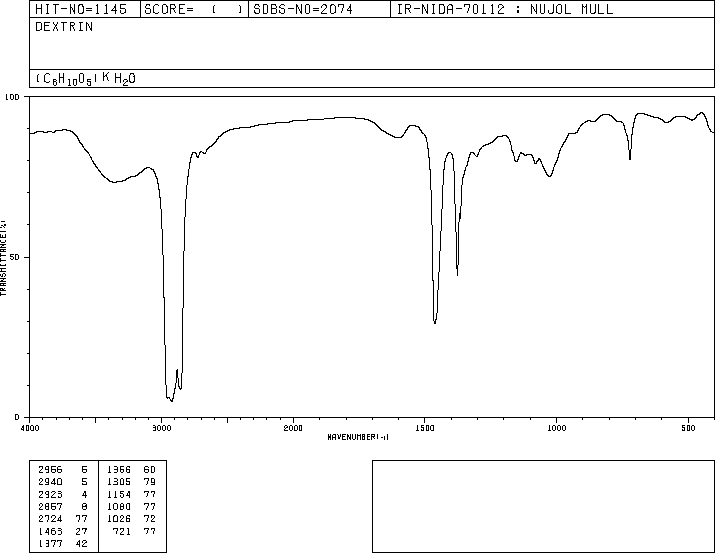 HIT-NO=1145 SCORE= ( ) SDBS-NO=2074 IR-NIDA-70112 : NUJOL MULL
DEXTRIN
(C6H10O5)K H2O
100
50
0
TRANSMITTANCE(%)
4000 3000 2000 1500 1000 500
WAVENUMBER(-1)
2956 6 1366 60
2940 5 1305 79
2923 4 1154 77
2857 8 1080 77
2724 77 1026 72
1463 27 721 77
1377 42